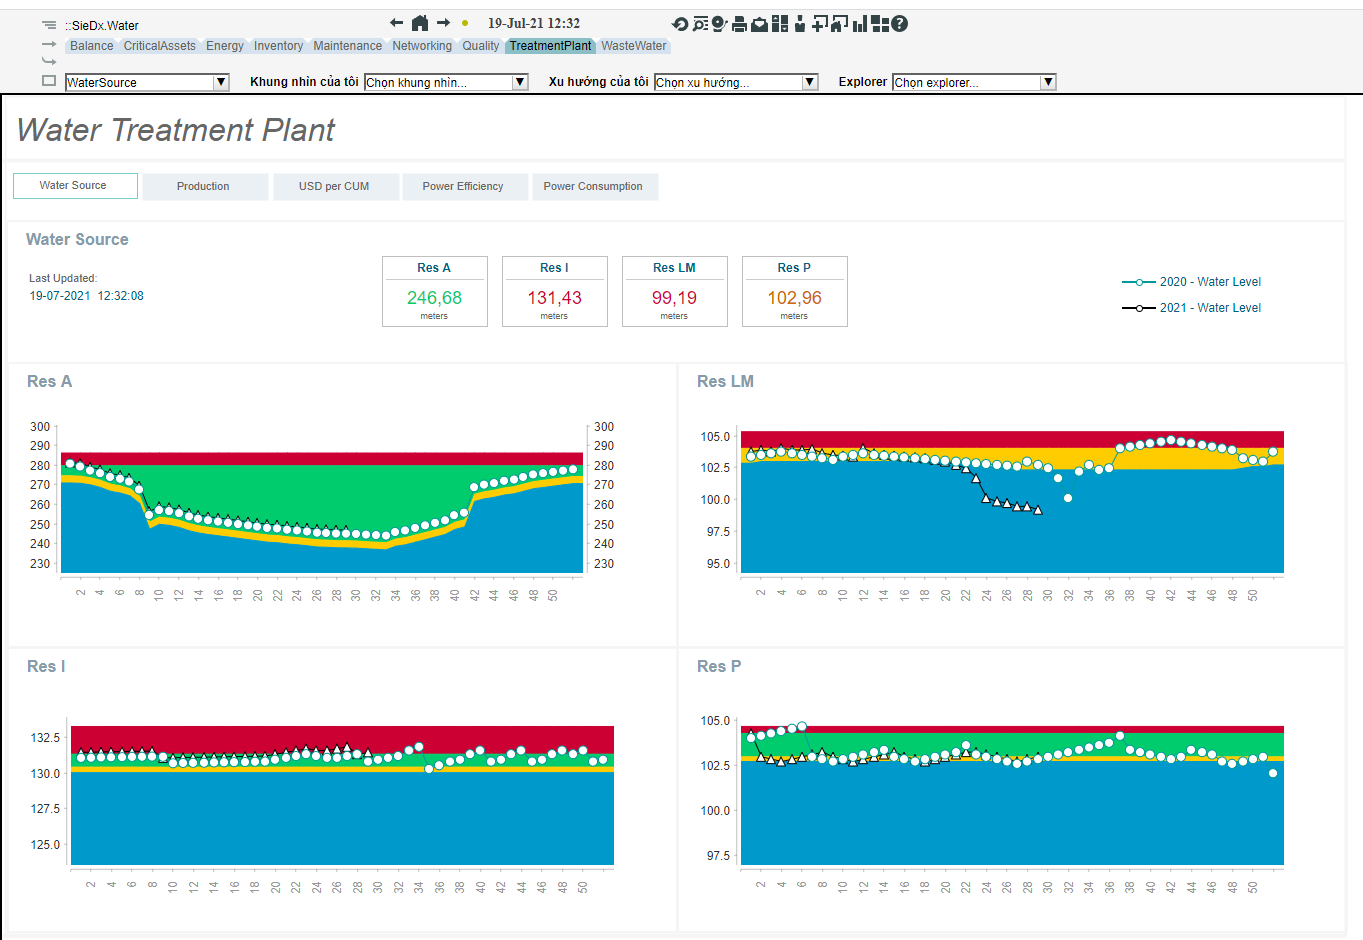 ::SieDx.Water
19-Jul-21 12:32
Balance CriticalAssets Energy Inventory Maintenance Networking Quality TreatmentPlant WasteWater
WaterSource Khung nhìn của tôi Chọn khung nhìn... Xu hướng của tôi Chọn xu hướng... Explorer Chọn explorer...
Water Treatment Plant
Water Source Production USD per CUM Power Efficiency Power Consumption
Water Source
Last Updated:
19-07-2021 12:32:08
Res A
246,68
meters
Res I
131,43
meters
Res LM
99,19
meters
Res P
102,96
meters
2020 - Water Level
2021 - Water Level
Res A
300 300
290 290
280 280
270 270
260 260
250 250
240 240
230 230
2 4 6 8 10 12 14 16 18 20 22 24 26 28 30 32 34 36 38 40 42 44 46 48 50
Res LM
105.0
102.5
100.0
97.5
95.0
2 4 6 8 10 12 14 16 18 20 22 24 26 28 30 32 34 36 38 40 42 44 46 48 50
Res I
132.5
130.0
127.5
125.0
2 4 6 8 10 12 14 16 18 20 22 24 26 28 30 32 34 36 38 40 42 44 46 48 50
Res P
105.0
102.5
100.0
97.5
2 4 6 8 10 12 14 16 18 20 22 24 26 28 30 32 34 36 38 40 42 44 46 48 50